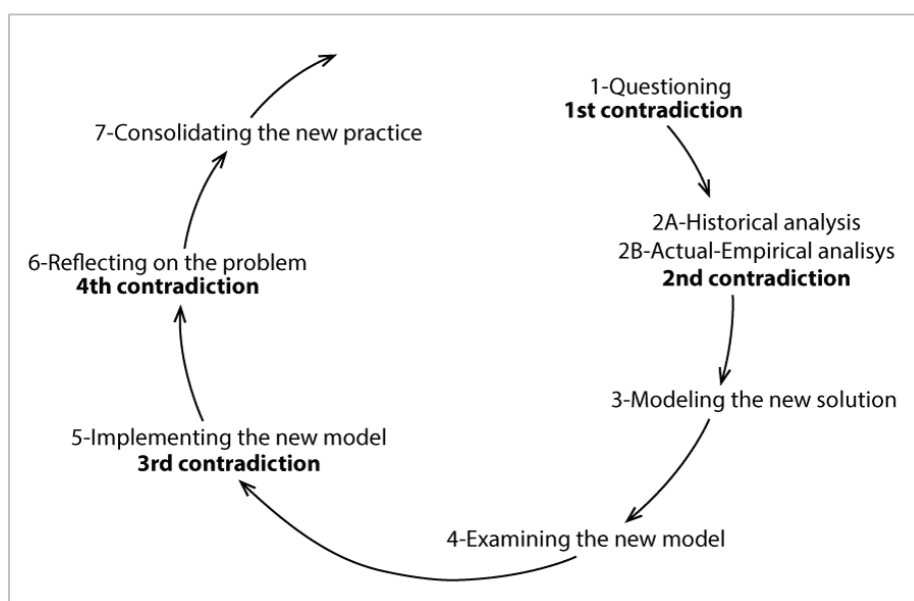 1-Questioning
1st contradiction
2A-Historical analysis
2B-Actual-Empirical analisys
2nd contradiction
3-Modeling the new solution
4-Examining the new model
5-Implementing the new model
3rd contradiction
6-Reflecting on the problem
4th contradiction
7-Consolidating the new practice